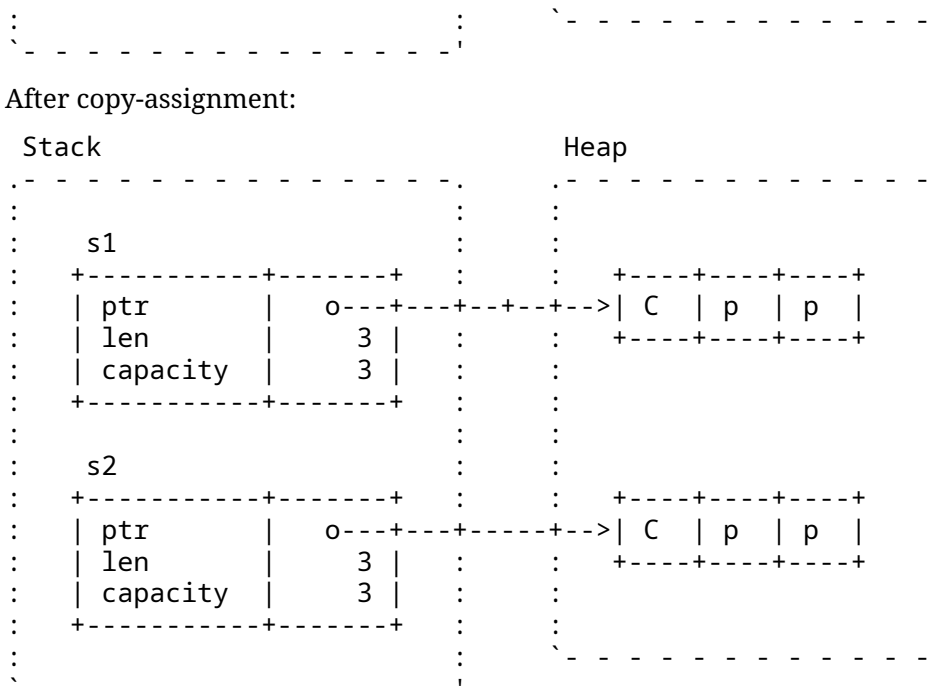 :                           :     `- - - - - - - - - - - -
`- - - - - - - - - - - - - -'
After copy-assignment:
 Stack                             Heap
.- - - - - - - - - - - - - -.     .- - - - - - - - - - - -
:                           :     :
:    s1                     :     :
:   +-----------+-------+   :     :   +----+----+----+
:   | ptr       |   o---+---+--+--+-->| C  | p  | p  |
:   | len       |     3 |   :     :   +----+----+----+
:   | capacity  |     3 |   :     :
:   +-----------+-------+   :     :
:                           :     :
:    s2                     :     :
:   +-----------+-------+   :     :   +----+----+----+
:   | ptr       |   o---+---+-----+-->| C  | p  | p  |
:   | len       |     3 |   :     :   +----+----+----+
:   | capacity  |     3 |   :     :
:   +-----------+-------+   :     :
:                           :     `- - - - - - - - - - - -
`                           '